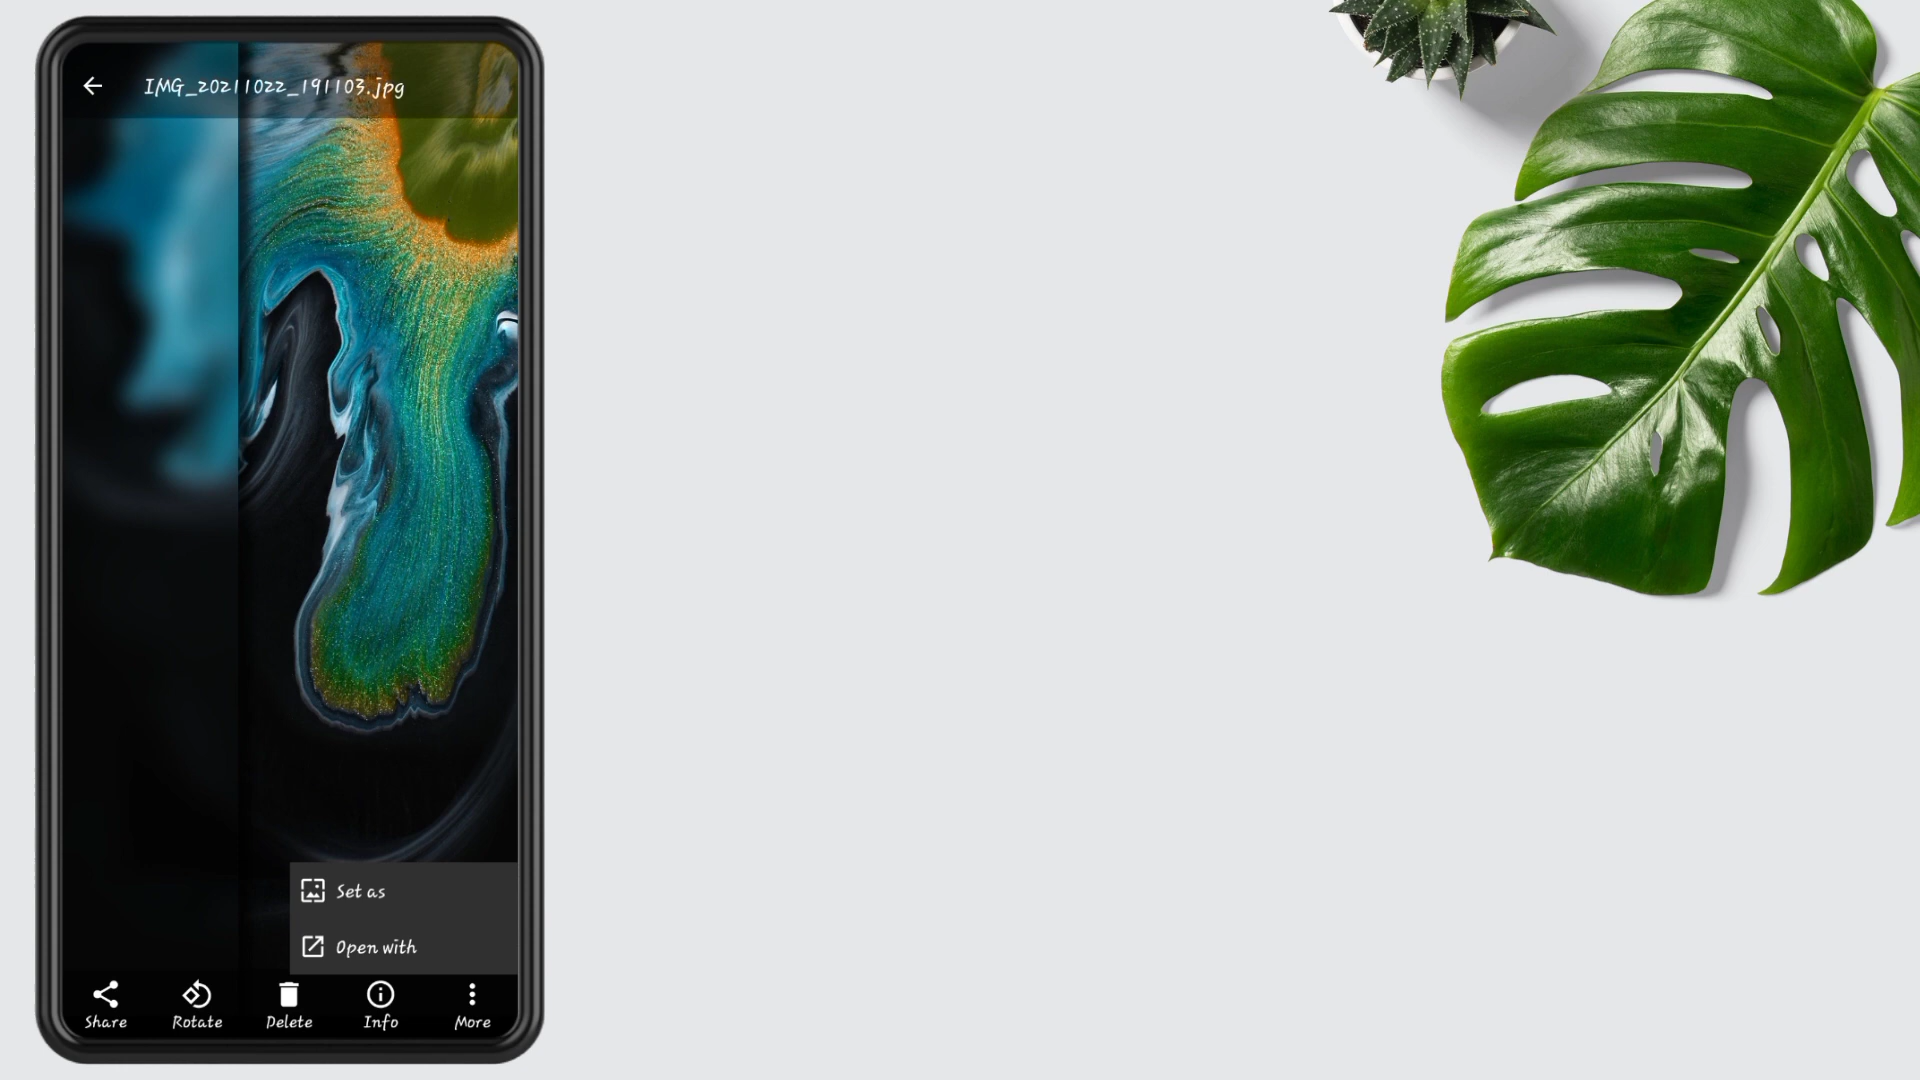 IMG_20211022_191103.jpg
Set as
Open with
Share
Rotate
Delete
Info
More